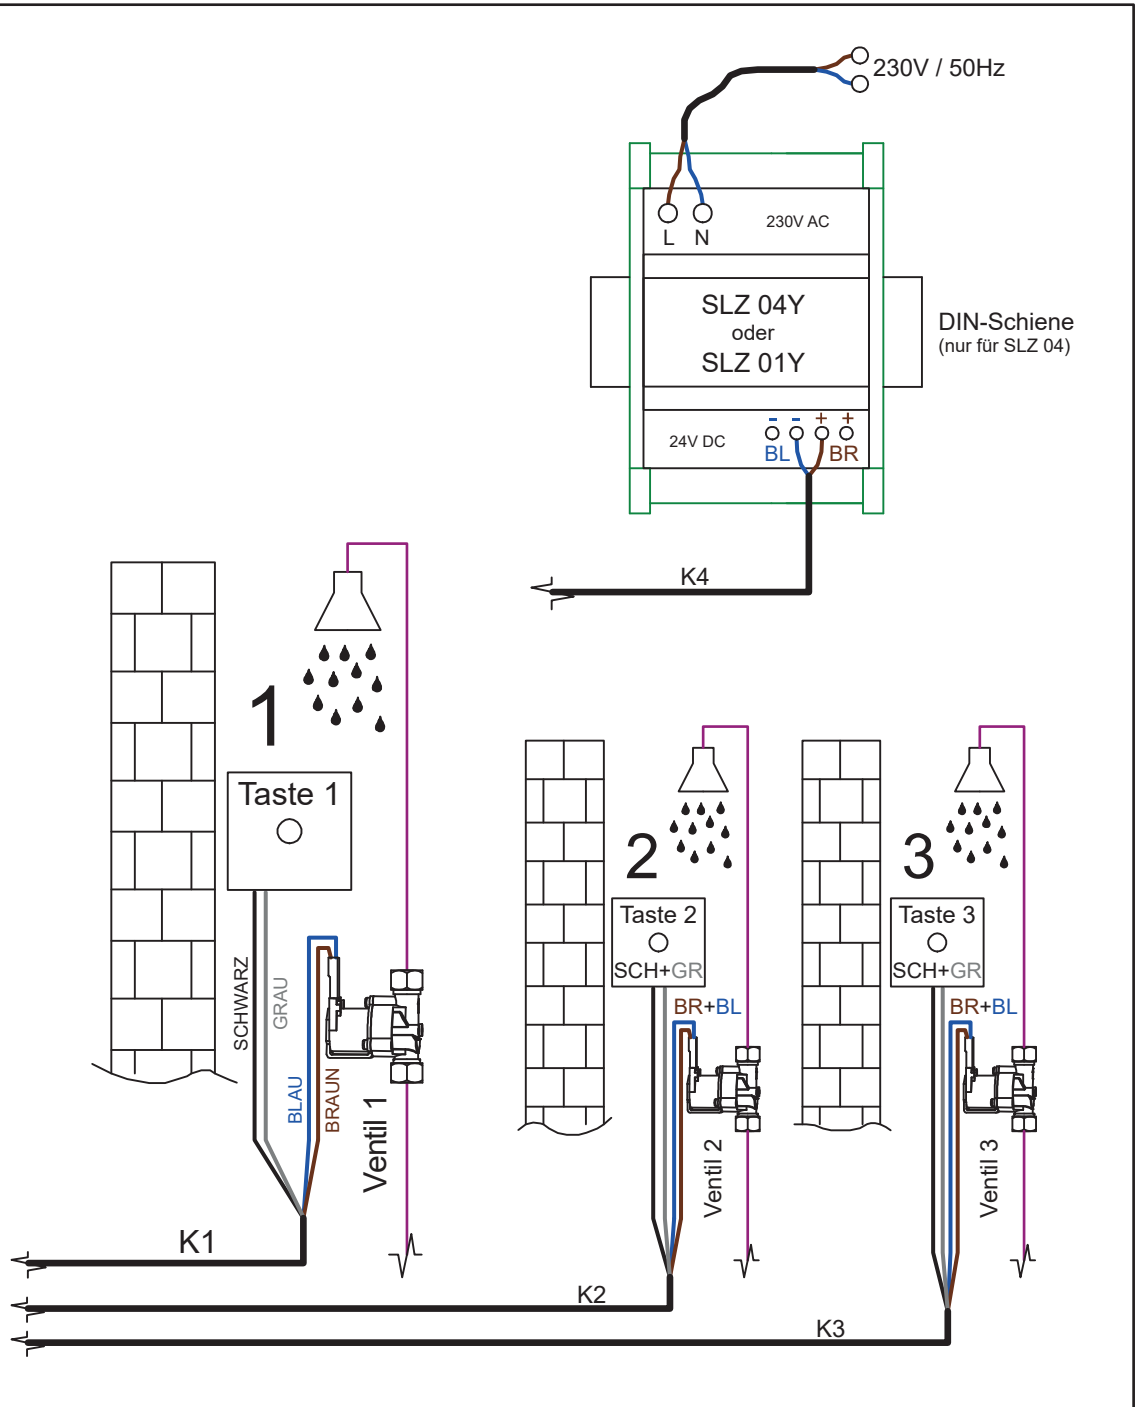 230V / 50Hz
L N
230V AC
SLZ 04Y
oder
SLZ 01Y
DIN-Schiene
(nur für SLZ 04)
24V DC
- - + +
BL BR
K4
1
Taste 1
SCHWARZ
GRAU
BLAU
BRAUN
Ventil 1
K1
2
Taste 2
SCH+GR
BR+BL
Ventil 2
K2
3
Taste 3
SCH+GR
BR+BL
Ventil 3
K3